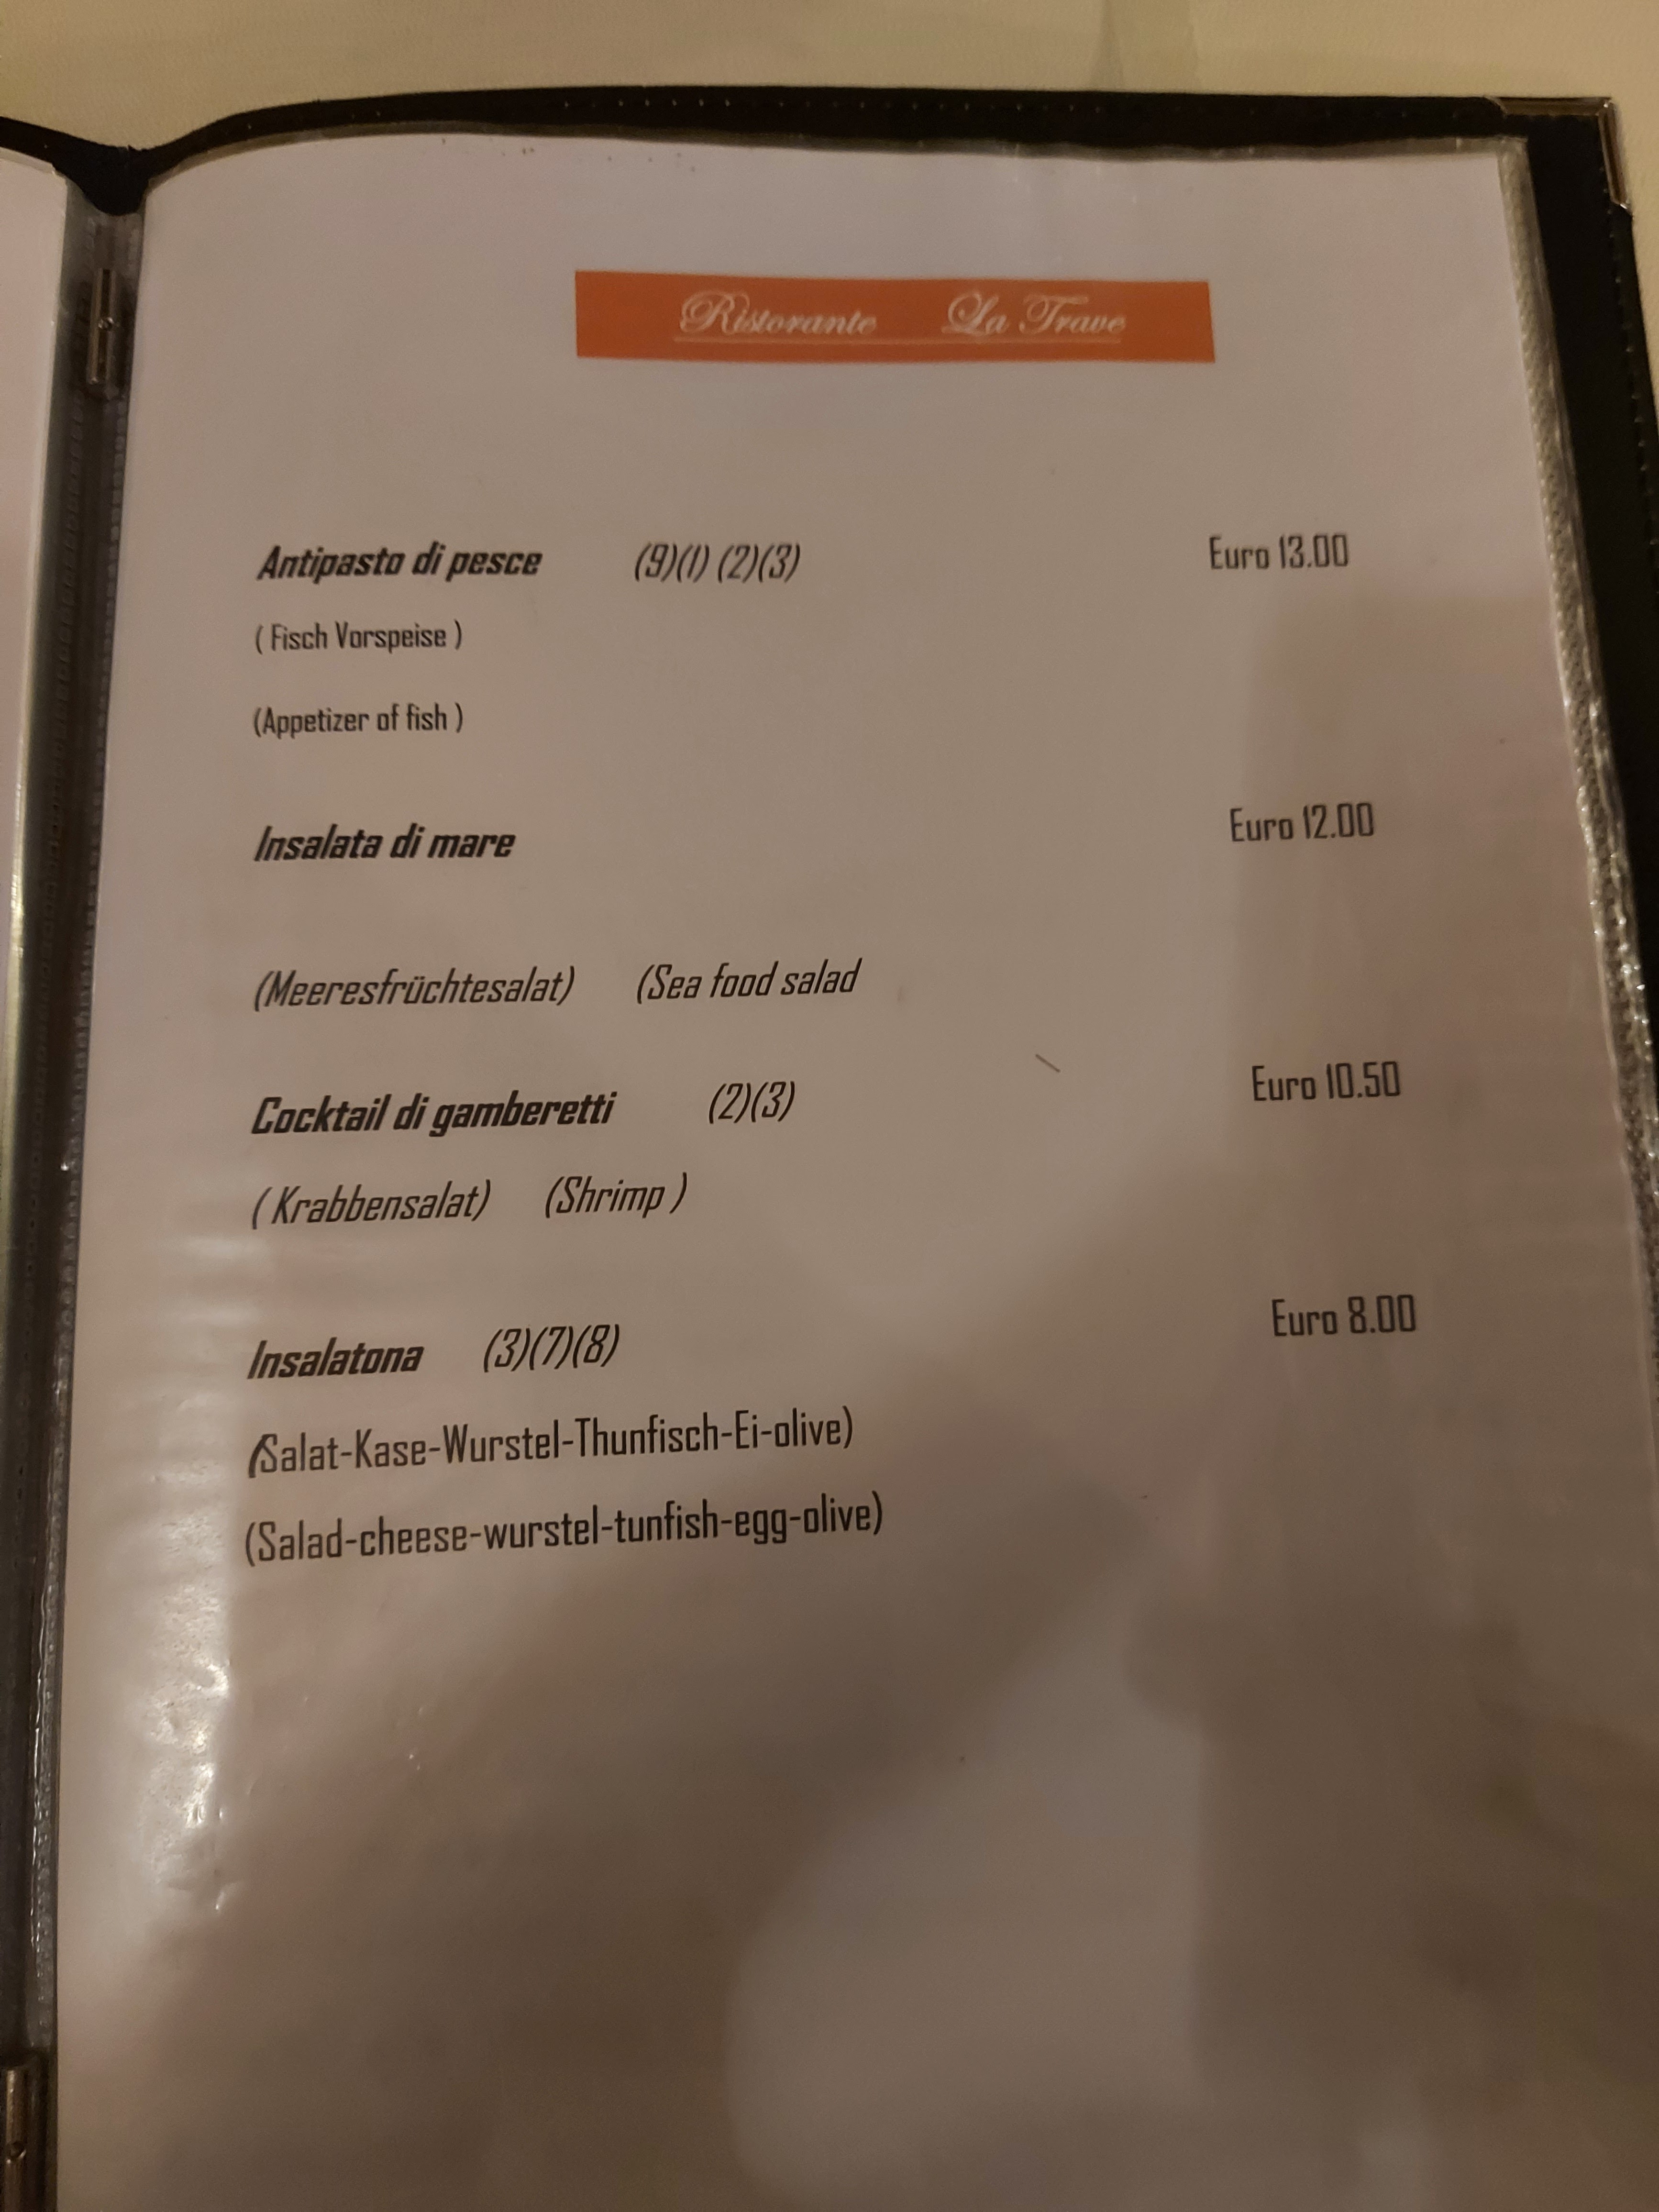 Ristorante La Trave
Antipasto di pesce (9)(1) (2)(3) Euro 13.00
( Fisch Vorspeise )
(Appetizer of fish )
Insalata di mare Euro 12.00
(Meeresfrüchtesalat) (Sea food salad
Cocktail di gamberetti (2)(3) Euro 10.50
( Krabbensalat) (Shrimp )
Insalatona (3)(7)(8) Euro 8.00
(Salat-Kase-Wurstel-Thunfisch-Ei-olive)
(Salad-cheese-wurstel-tunfish-egg-olive)